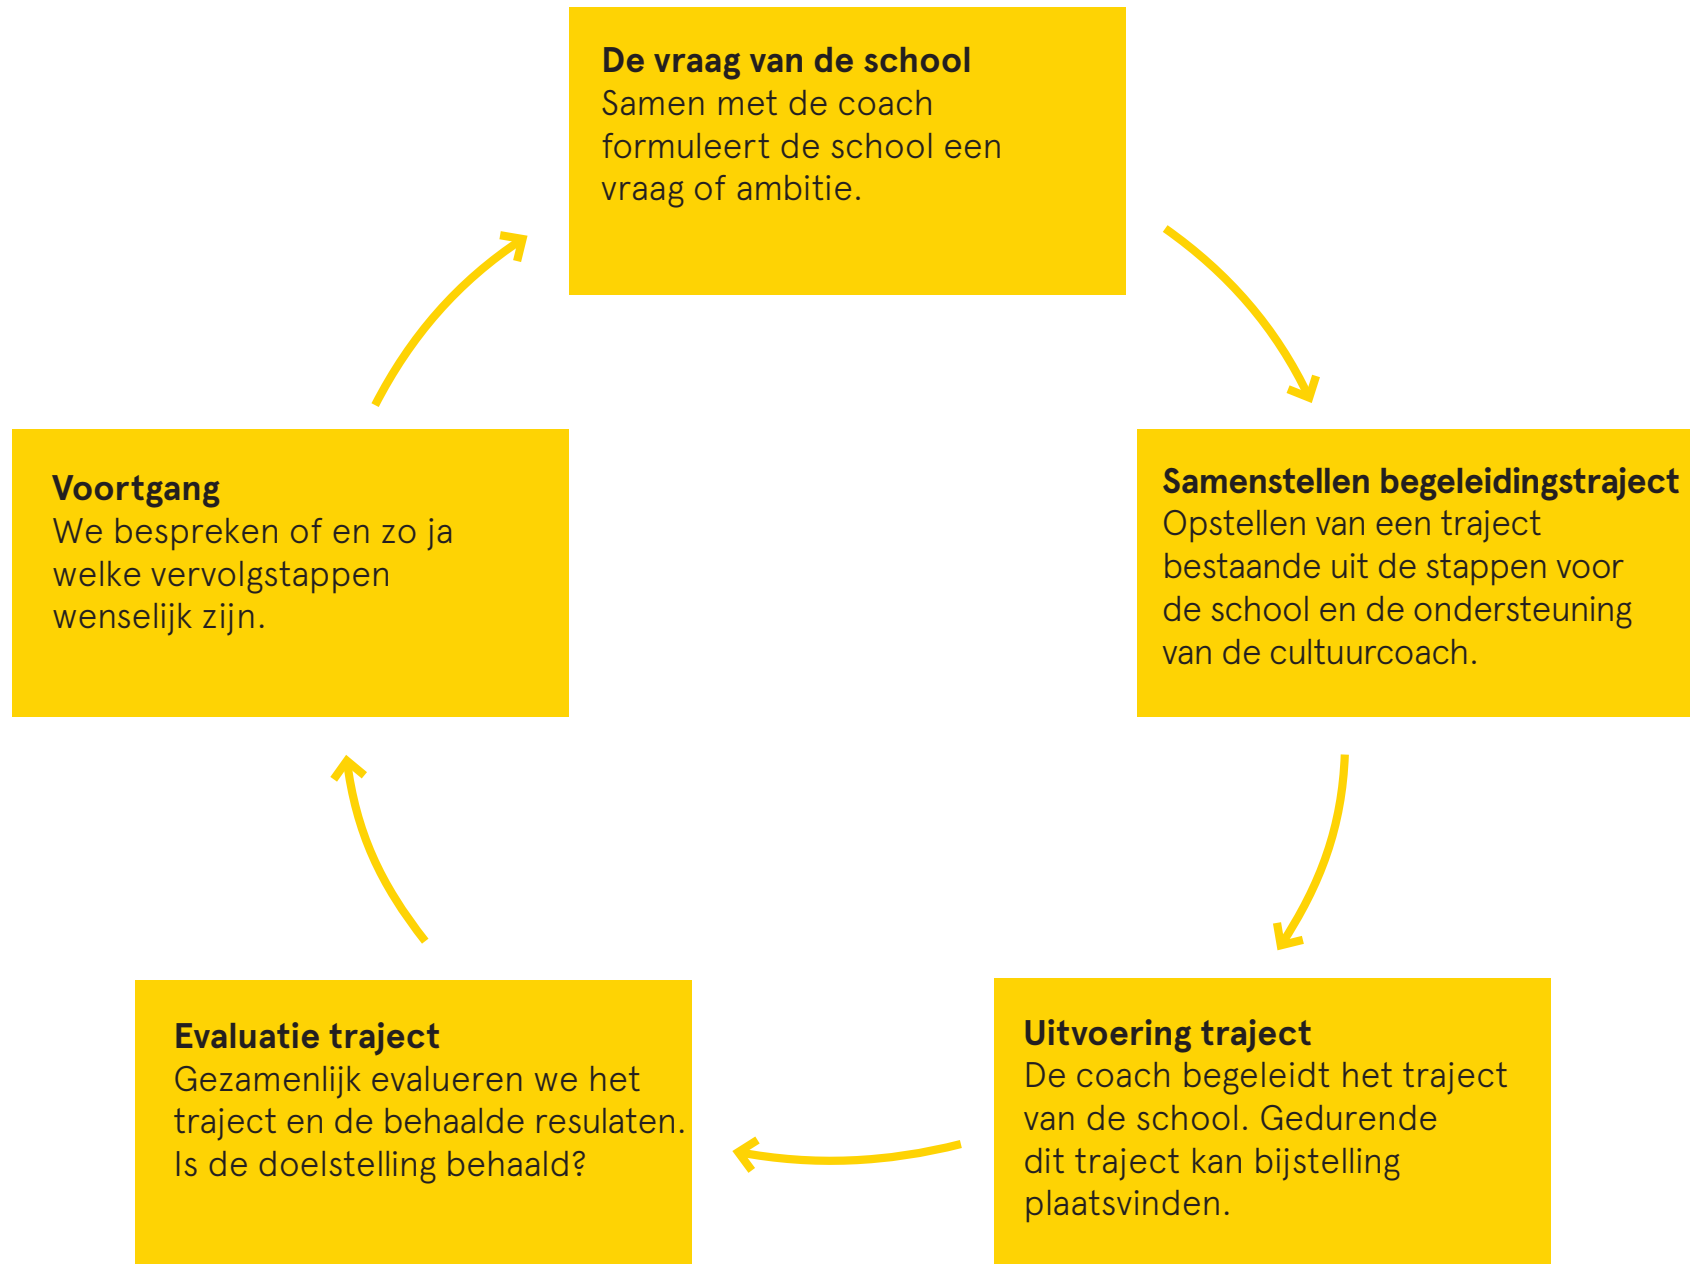 De vraag van de school
Samen met de coach
formuleert de school een
vraag of ambitie.
Samenstellen begeleidingstraject
Opstellen van een traject
bestaande uit de stappen voor
de school en de ondersteuning
van de cultuurcoach.
Uitvoering traject
De coach begeleidt het traject
van de school. Gedurende
dit traject kan bijstelling
plaatsvinden.
Evaluatie traject
Gezamenlijk evalueren we het
traject en de behaalde resulaten.
Is de doelstelling behaald?
Voortgang
We bespreken of en zo ja
welke vervolgstappen
wenselijk zijn.